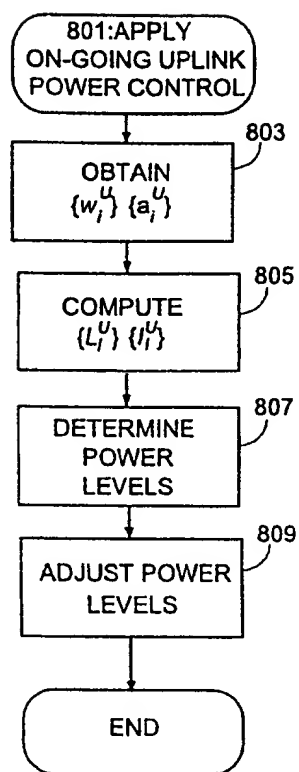 801:APPLY
ON-GOING UPLINK
POWER CONTROL
803
OBTAIN
{w_i^u} {a_i^u}
805
COMPUTE
{L_i^u} {I_i^u}
807
DETERMINE
POWER
LEVELS
809
ADJUST POWER
LEVELS
END